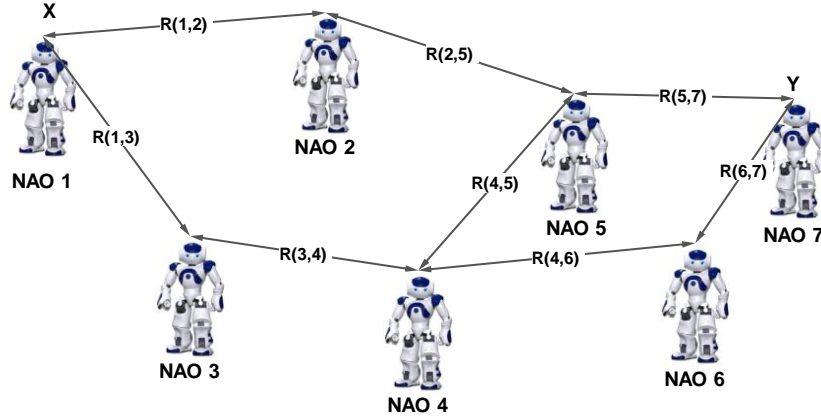 X
R(1,2)
R(2,5)
Y
R(5,7)
R(1,3)
NAO 2
R(6,7)
NAO 1
R(4,5)
NAO 5
NAO 7
R(3,4)
R(4,6)
NAO 3
NAO 6
NAO 4